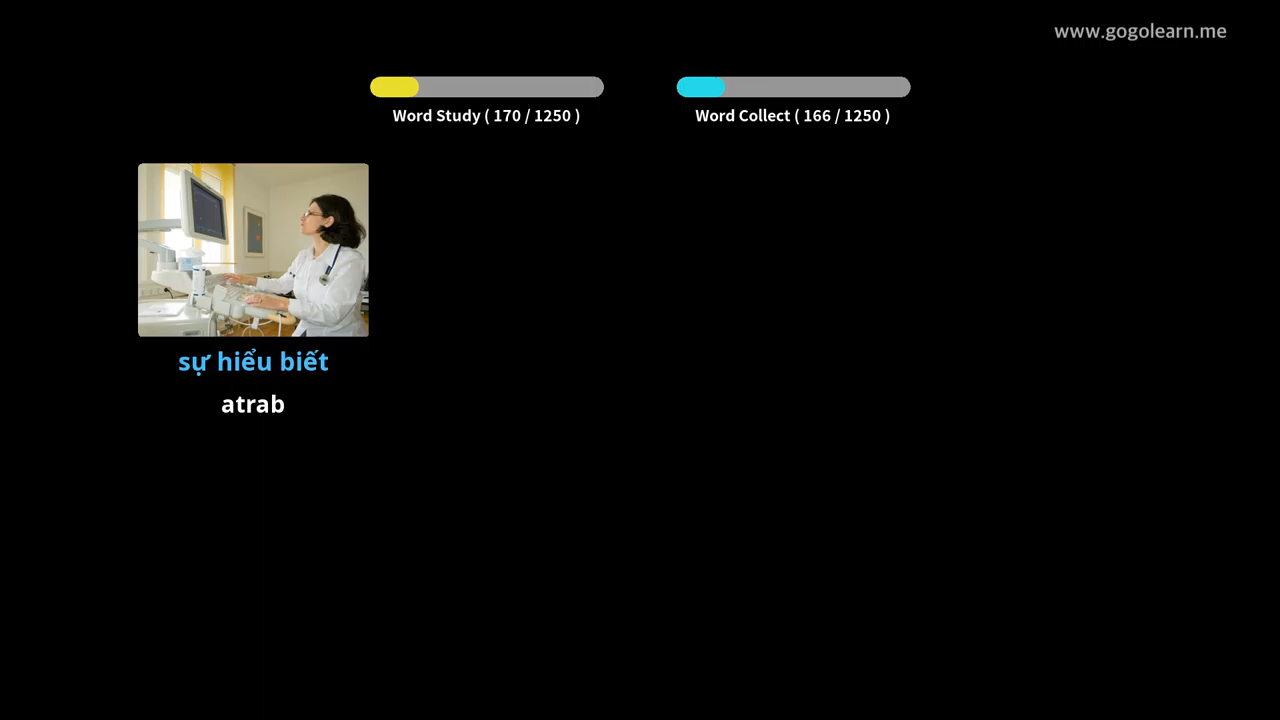 www.gogolearn.me
Word Study ( 170 / 1250 )
Word Collect ( 166 / 1250 )
sự hiểu biết
atrab